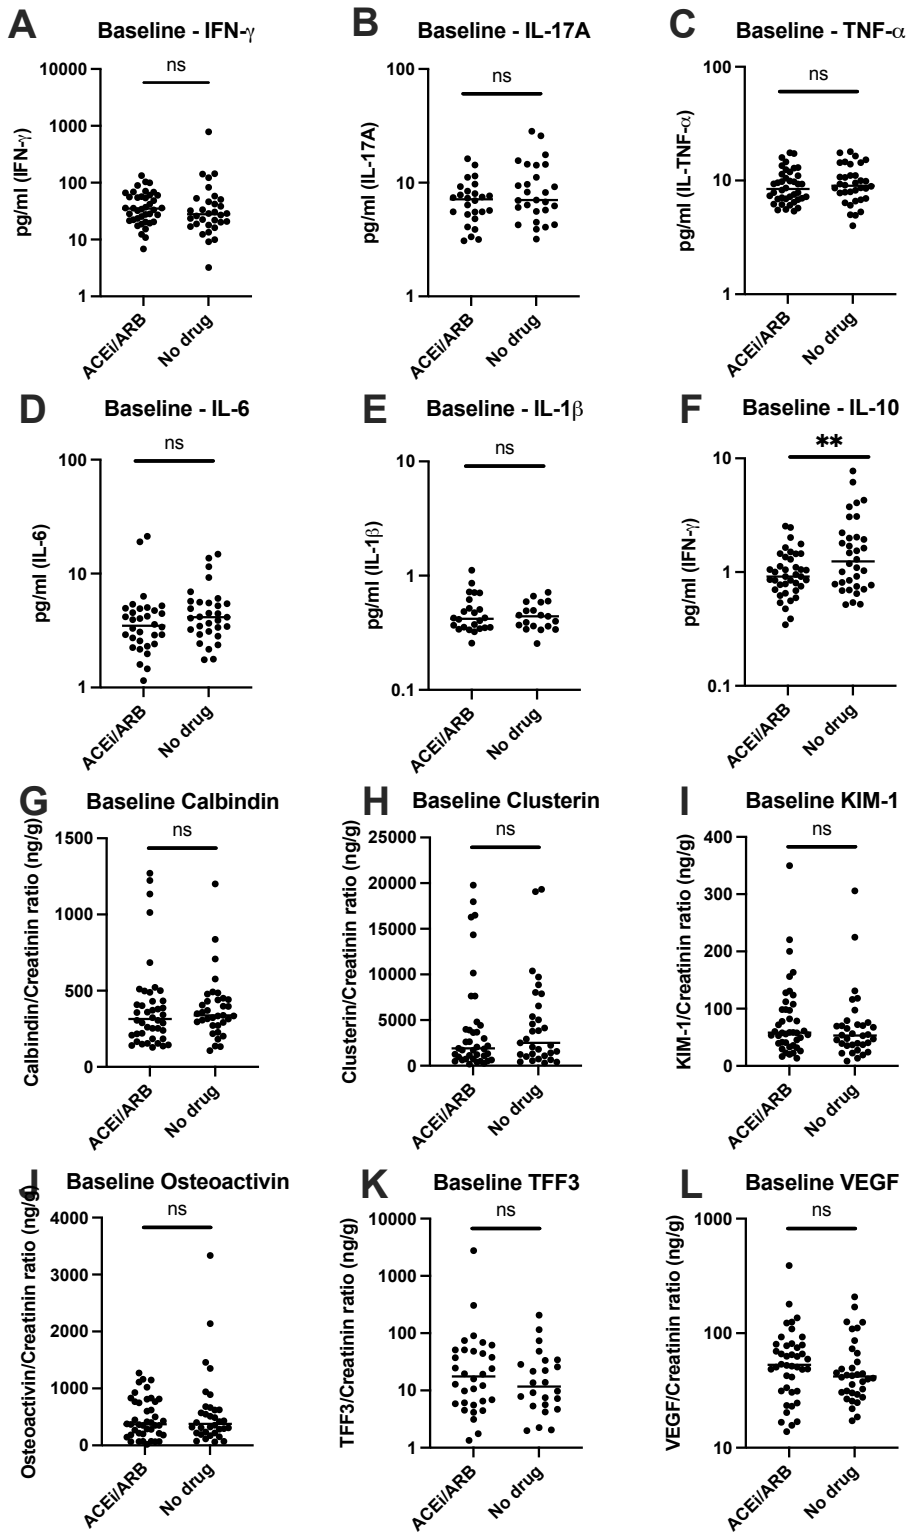 A Baseline - IFN-γ
ns
pg/ml (IFN-γ)
10000
1000
100
10
1
ACEi/ARB
No drug
B Baseline - IL-17A
ns
pg/ml (IL-17A)
100
10
1
ACEi/ARB
No drug
C Baseline - TNF-α
ns
pg/ml (IL-TNF-α)
100
10
1
ACEi/ARB
No drug
D Baseline - IL-6
ns
pg/ml (IL-6)
100
10
1
ACEi/ARB
No drug
E Baseline - IL-1β
ns
pg/ml (IL-1β)
10
1
0.1
ACEi/ARB
No drug
F Baseline - IL-10
**
pg/ml (IFN-γ)
10
1
0.1
ACEi/ARB
No drug
G Baseline Calbindin
ns
Calbindin/Creatinin ratio (ng/g)
1500
1000
500
0
ACEi/ARB
No drug
H Baseline Clusterin
ns
Clusterin/Creatinin ratio (ng/g)
25000
20000
15000
10000
5000
0
ACEi/ARB
No drug
I Baseline KIM-1
ns
KIM-1/Creatinin ratio (ng/g)
400
300
200
100
0
ACEi/ARB
No drug
J Baseline Osteoactivin
ns
Osteoactivin/Creatinin ratio (ng/g)
4000
3000
2000
1000
0
ACEi/ARB
No drug
K Baseline TFF3
ns
TFF3/Creatinin ratio (ng/g)
10000
1000
100
10
1
ACEi/ARB
No drug
L Baseline VEGF
ns
VEGF/Creatinin ratio (ng/g)
1000
100
10
ACEi/ARB
No drug